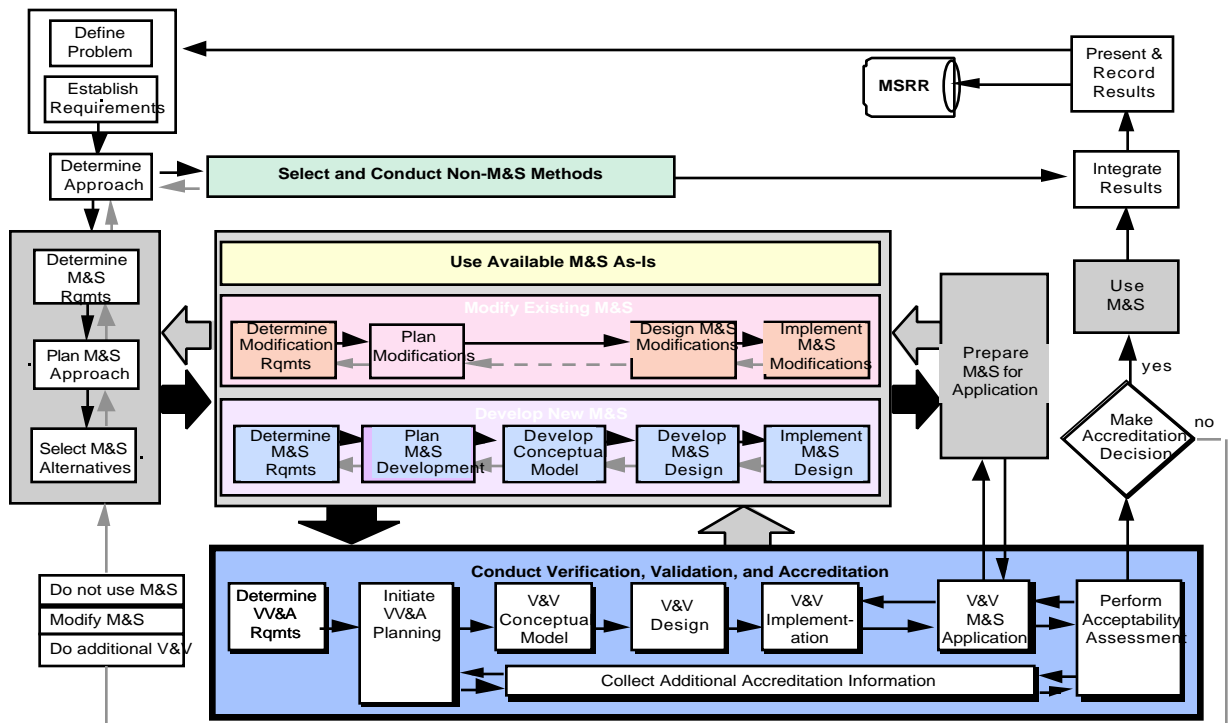 Define
Problem
Establish
Requirements
Determine
Approach
Select and Conduct Non-M&S Methods
MSRR
Present &
Record
Results
Integrate
Results
Determine
M&S
Rqmts
Plan M&S
Approach
Select M&S
Alternatives
Use Available M&S As-Is
Modify Existing M&S
Determine
Modification
Rqmts
Plan
Modifications
Design M&S
Modifications
Implement
M&S
Modifications
Develop New M&S
Determine
M&S
Rqmts
Plan
M&S
Development
Develop
Conceptual
Model
Develop
M&S
Design
Implement
M&S
Design
Prepare
M&S for
Application
Use
M&S
yes
no
Make
Accreditation
Decision
Do not use M&S
Modify M&S
Do additional V&V
Conduct Verification, Validation, and Accreditation
Determine
VV&A
Rqmts
Initiate
VV&A
Planning
V&V
Conceptual
Model
V&V
Design
V&V
Implement-
ation
V&V
M&S
Application
Perform
Acceptability
Assessment
Collect Additional Accreditation Information